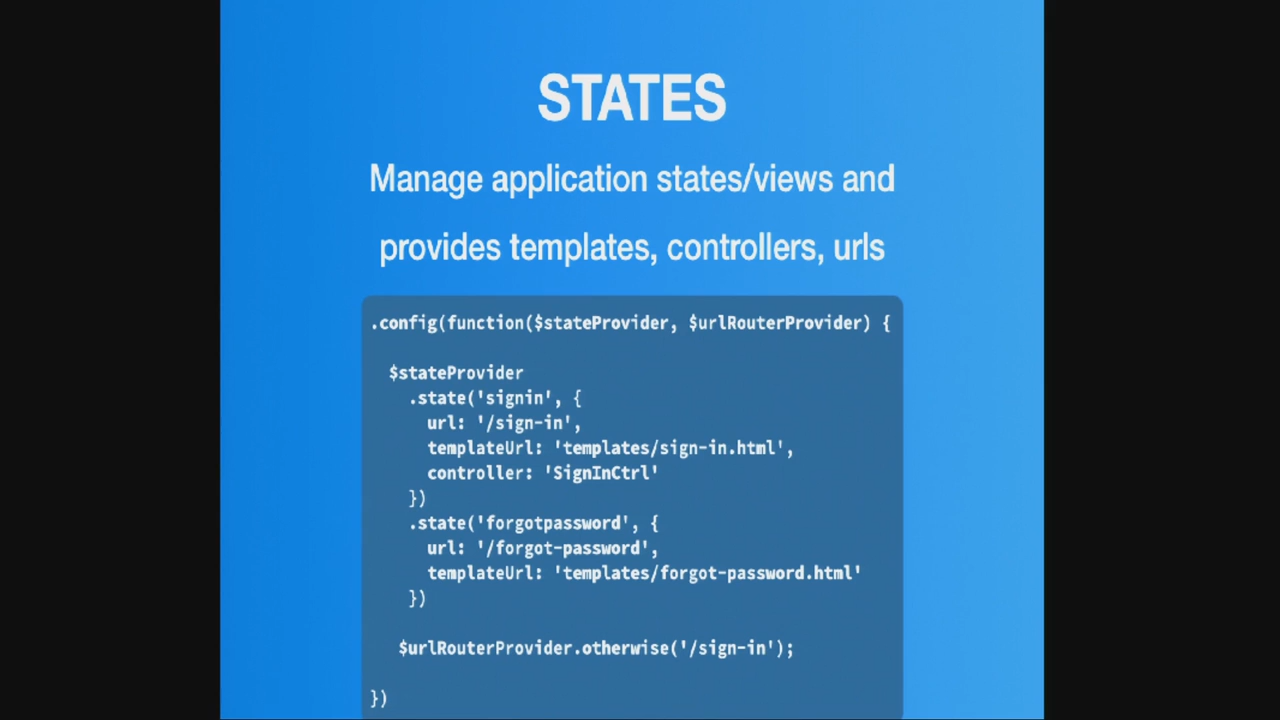 STATES
Manage application states/views and
provides templates, controllers, urls
.config(function($stateProvider, $urlRouterProvider) {
$stateProvider
.state('signin', {
url: '/sign-in',
templateUrl: 'templates/sign-in.html',
controller: 'SignInCtrl'
})
.state('forgotpassword', {
url: '/forgot-password',
templateUrl: 'templates/forgot-password.html'
})
$urlRouterProvider.otherwise('/sign-in');
})